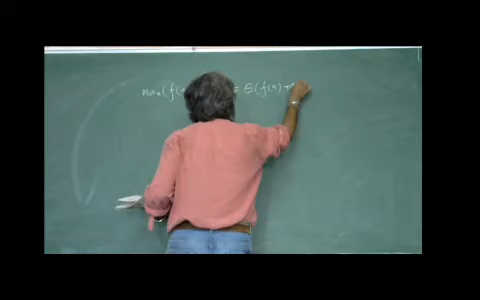 max(f(n = Θ(f(n)+